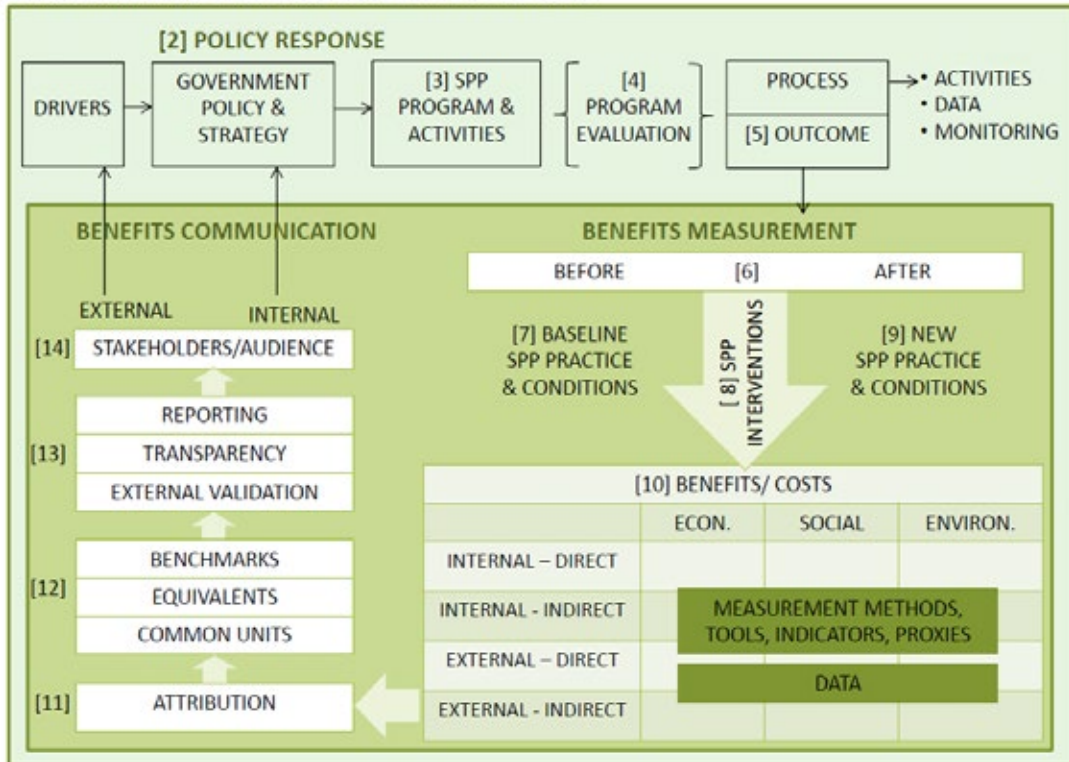 [2] POLICY RESPONSE
DRIVERS
GOVERNMENT
POLICY &
STRATEGY
[3] SPP
PROGRAM &
ACTIVITIES
[4]
PROGRAM
EVALUATION
PROCESS
[5] OUTCOME
• ACTIVITIES
• DATA
• MONITORING
BENEFITS COMMUNICATION
EXTERNAL
INTERNAL
[14] STAKEHOLDERS/AUDIENCE
REPORTING
[13] TRANSPARENCY
EXTERNAL VALIDATION
BENCHMARKS
[12] EQUIVALENTS
COMMON UNITS
[11] ATTRIBUTION
BENEFITS MEASUREMENT
BEFORE [6] AFTER
[7] BASELINE
SPP PRACTICE
& CONDITIONS
[ 8] SPP
INTERVENTIONS
[9] NEW
SPP PRACTICE
& CONDITIONS
[10] BENEFITS/ COSTS
ECON. SOCIAL ENVIRON.
INTERNAL – DIRECT
INTERNAL - INDIRECT
EXTERNAL – DIRECT
EXTERNAL - INDIRECT
MEASUREMENT METHODS,
TOOLS, INDICATORS, PROXIES
DATA